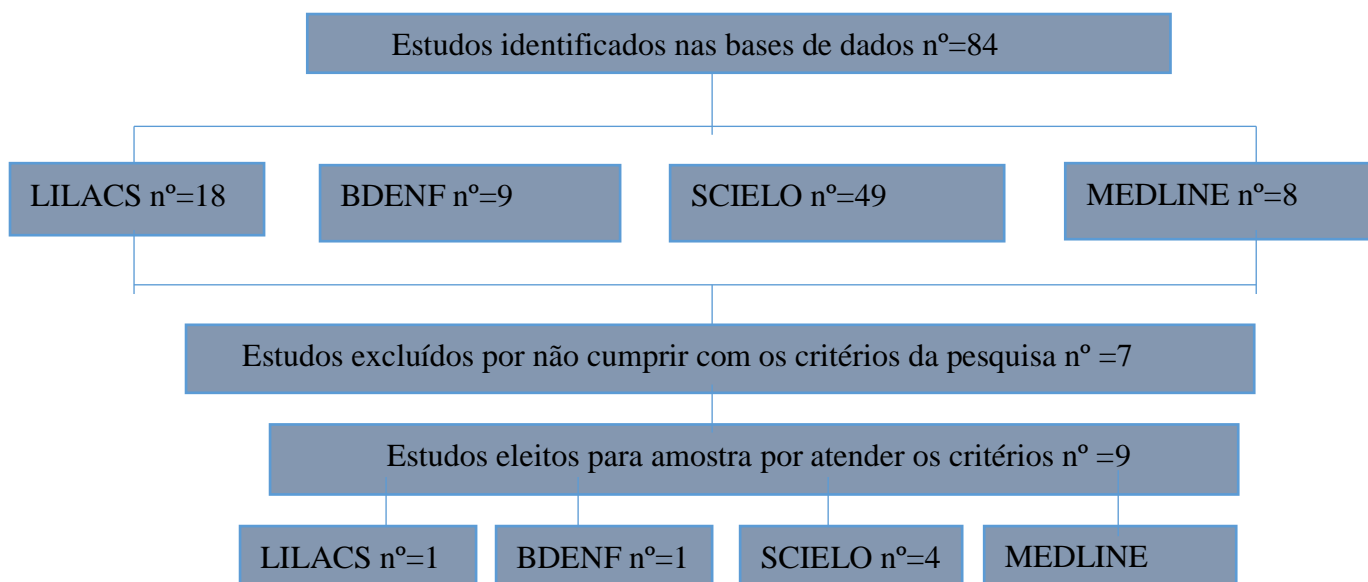 Estudos identificados nas bases de dados nº=84
LILACS nº=18
BDENF nº=9
SCIELO nº=49
MEDLINE nº=8
Estudos excluídos por não cumprir com os critérios da pesquisa nº =7
Estudos eleitos para amostra por atender os critérios nº =9
LILACS nº=1
BDENF nº=1
SCIELO nº=4
MEDLINE